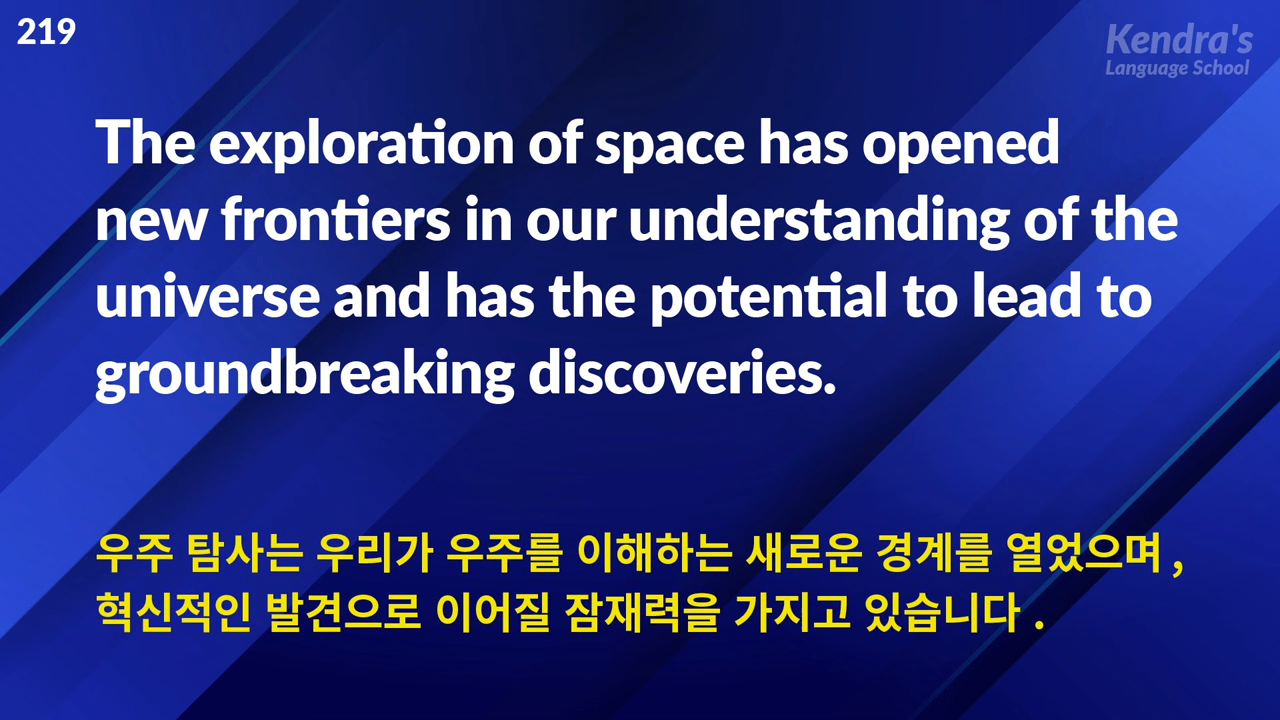 219
Kendra's
Language School
The exploration of space has opened
new frontiers in our understanding of the
universe and has the potential to lead to
groundbreaking discoveries.
우주 탐사는 우리가 우주를 이해하는 새로운 경계를 열었으며 ,
혁신적인 발견으로 이어질 잠재력을 가지고 있습니다 .